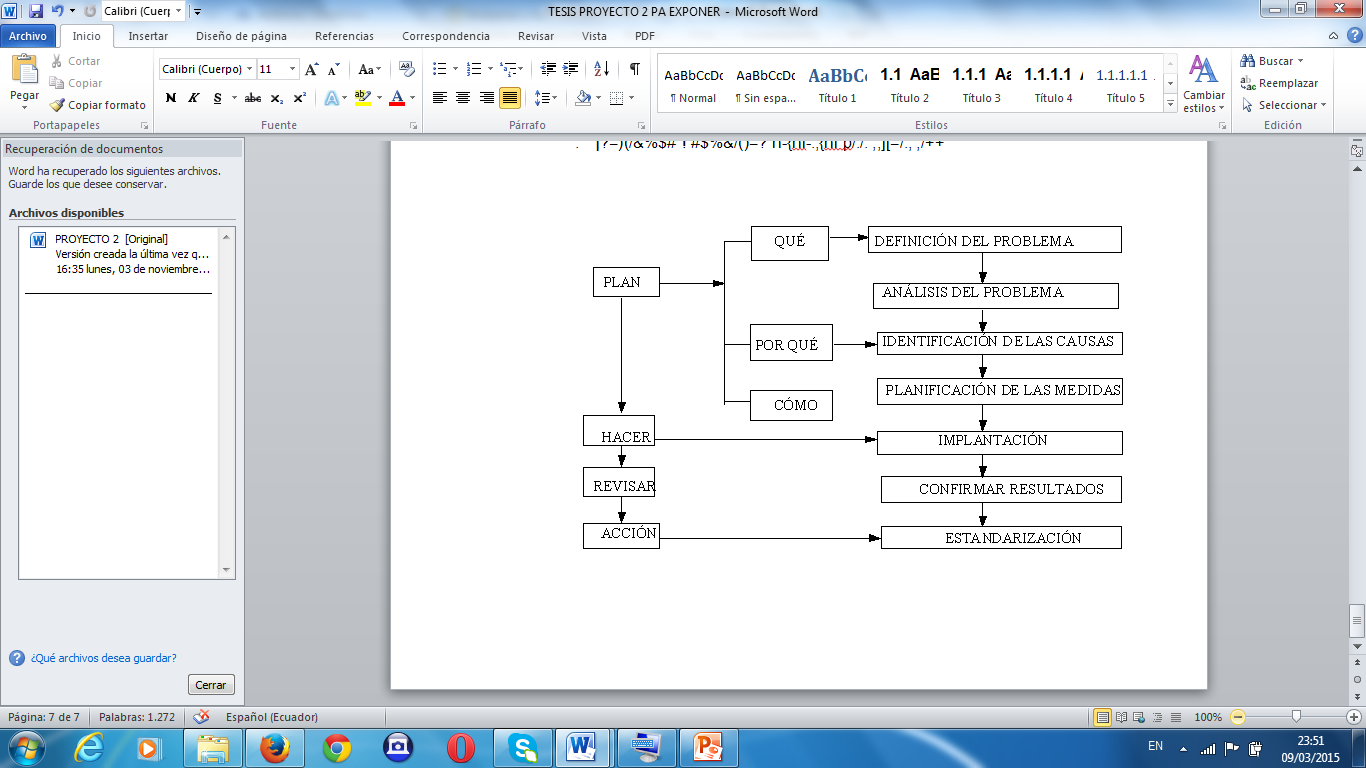 Calibri (Cuerp
TESIS PROYECTO 2 PA EXPONER - Microsoft Word
Archivo
Inicio
Insertar
Diseño de página
Referencias
Correspondencia
Revisar
Vista
PDF
Pegar
Cortar
Copiar
Copiar formato
Portapapeles
Calibri (Cuerpo)
11
N K S abc x₂ x²
Fuente
Párrafo
AaBbCcDc
¶ Normal
AaBbCcDc
¶ Sin espa...
AaBbCc
Título 1
1.1 AaB
Título 2
1.1.1 Aa
Título 3
1.1.1.1 A
Título 4
1.1.1.1.1
Título 5
Cambiar
estilos
Estilos
Buscar
Reemplazar
Seleccionar
Edición
Recuperación de documentos
Word ha recuperado los siguientes archivos.
Guarde los que desee conservar.
Archivos disponibles
PROYECTO 2 [Original]
Versión creada la última vez q...
16:35 lunes, 03 de noviembre...
¿Qué archivos desea guardar?
Cerrar
PLAN
QUÉ
POR QUÉ
CÓMO
HACER
REVISAR
ACCIÓN
DEFINICIÓN DEL PROBLEMA
ANÁLISIS DEL PROBLEMA
IDENTIFICACIÓN DE LAS CAUSAS
PLANIFICACIÓN DE LAS MEDIDAS
IMPLANTACIÓN
CONFIRMAR RESULTADOS
ESTANDARIZACIÓN
Página: 7 de 7
Palabras: 1.272
Español (Ecuador)
100%
EN
23:51
09/03/2015